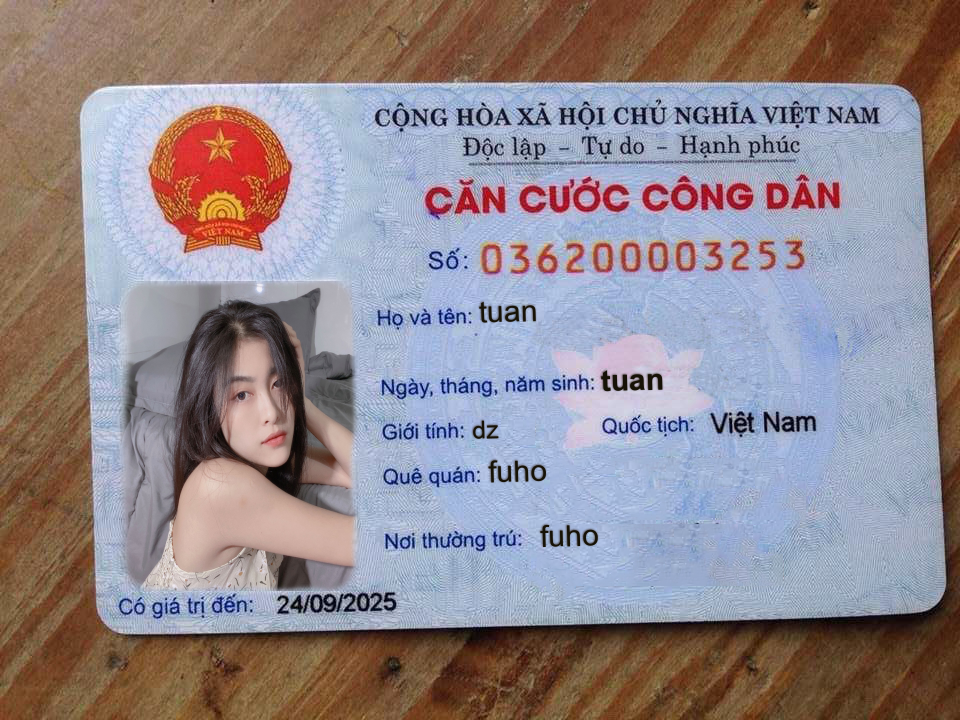 CỘNG HÒA XÃ HỘI CHỦ NGHĨA VIỆT NAM
Độc lập - Tự do - Hạnh phúc
CĂN CƯỚC CÔNG DÂN
Số: 036200003253
Họ và tên: tuan
Ngày, tháng, năm sinh: tuan
Giới tính: dz Quốc tịch: Việt Nam
Quê quán: fuho
Nơi thường trú: fuho
Có giá trị đến: 24/09/2025
VIỆT NAM